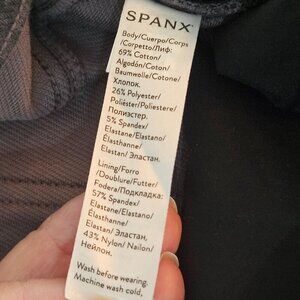 SPANX
Body/Cuerpo/Corps
/Corpetto/Лиф:
69% Cotton/
Algodón/Coton/
Baumwolle/Cotone/
Хлопок.
26% Polyester/
Poliéster/Poliestere/
Полиэстер.
5% Spandex/
Elastane/Elastano/
Élasthanne/
Elastan/ Эластан.
Lining/Forro
/Doublure/Futter/
Fodera/Подкладка:
57% Spandex/
Elastane/Elastano/
Élasthanne/
Elastan/ Эластан,
43% Nylon/ Nailon/
Нейлон.
Wash before wearing.
Machine wash cold,